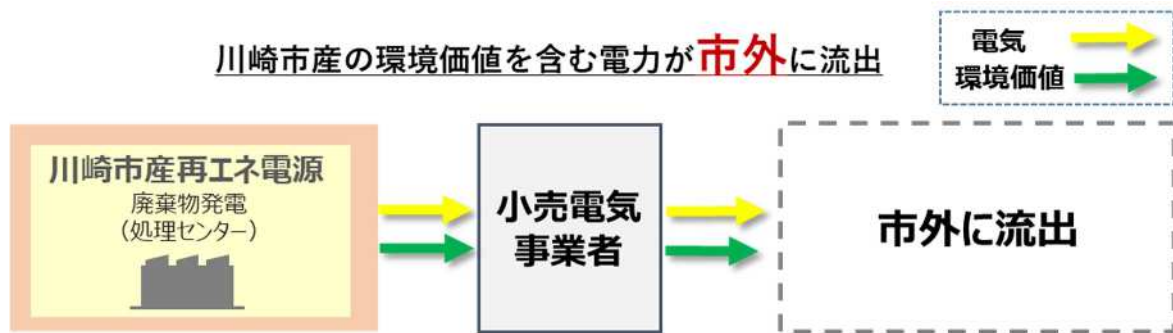 川崎市産の環境価値を含む電力が市外に流出
電気
環境価値
川崎市産再エネ電源
廃棄物発電
（処理センター）
小売電気
事業者
市外に流出